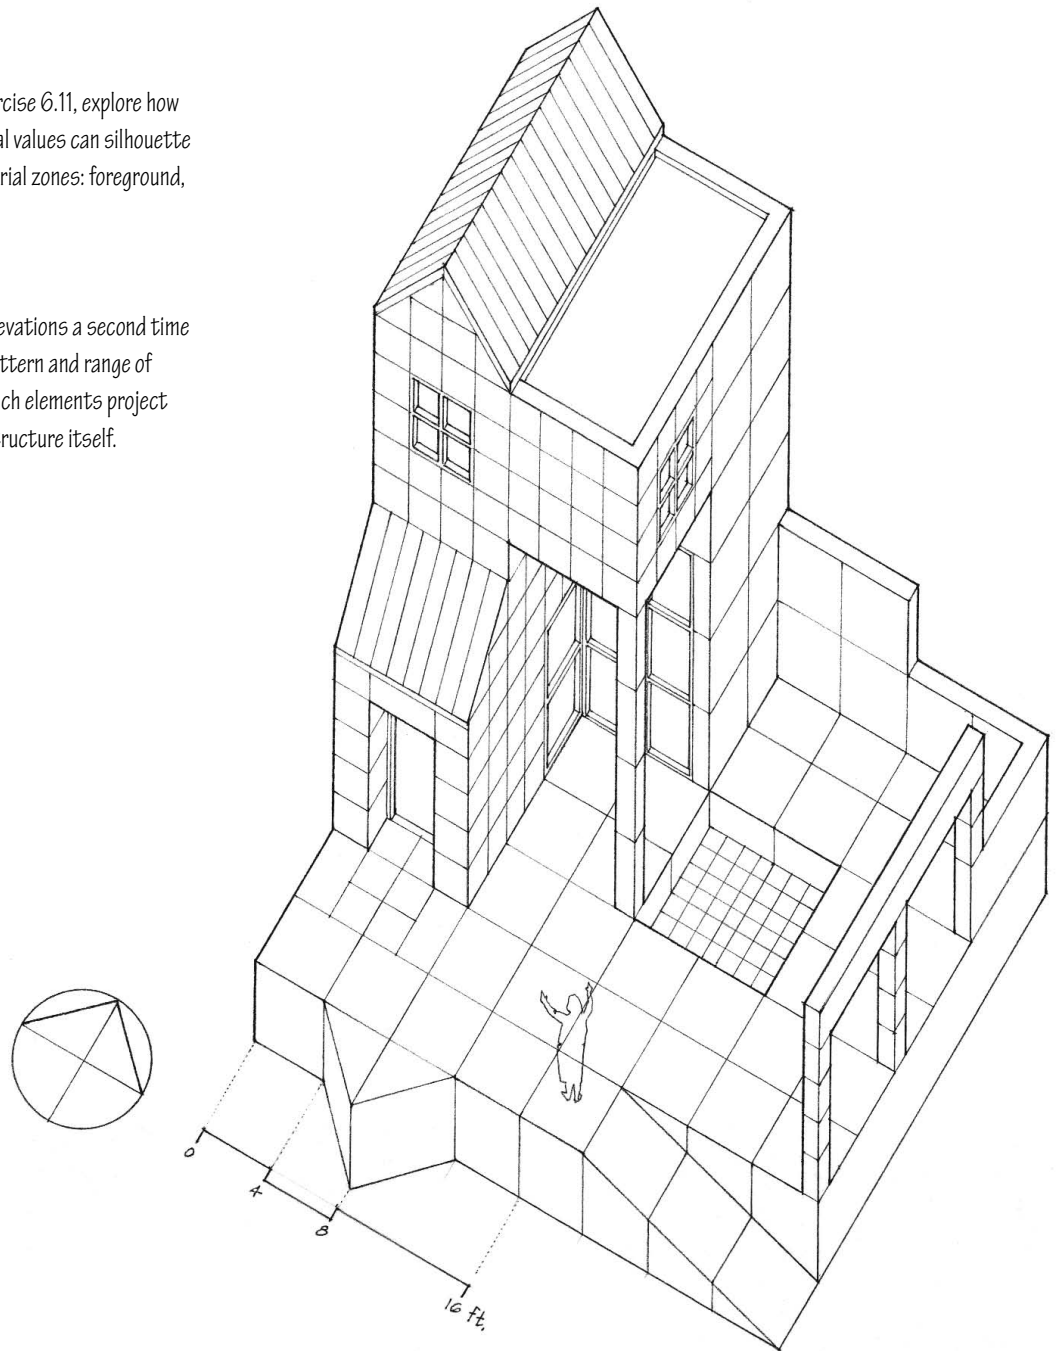 rcise 6.11, explore how
al values can silhouette
rial zones: foreground,
evations a second time
ttern and range of
ch elements project
tructure itself.
0
4
8
16 ft.